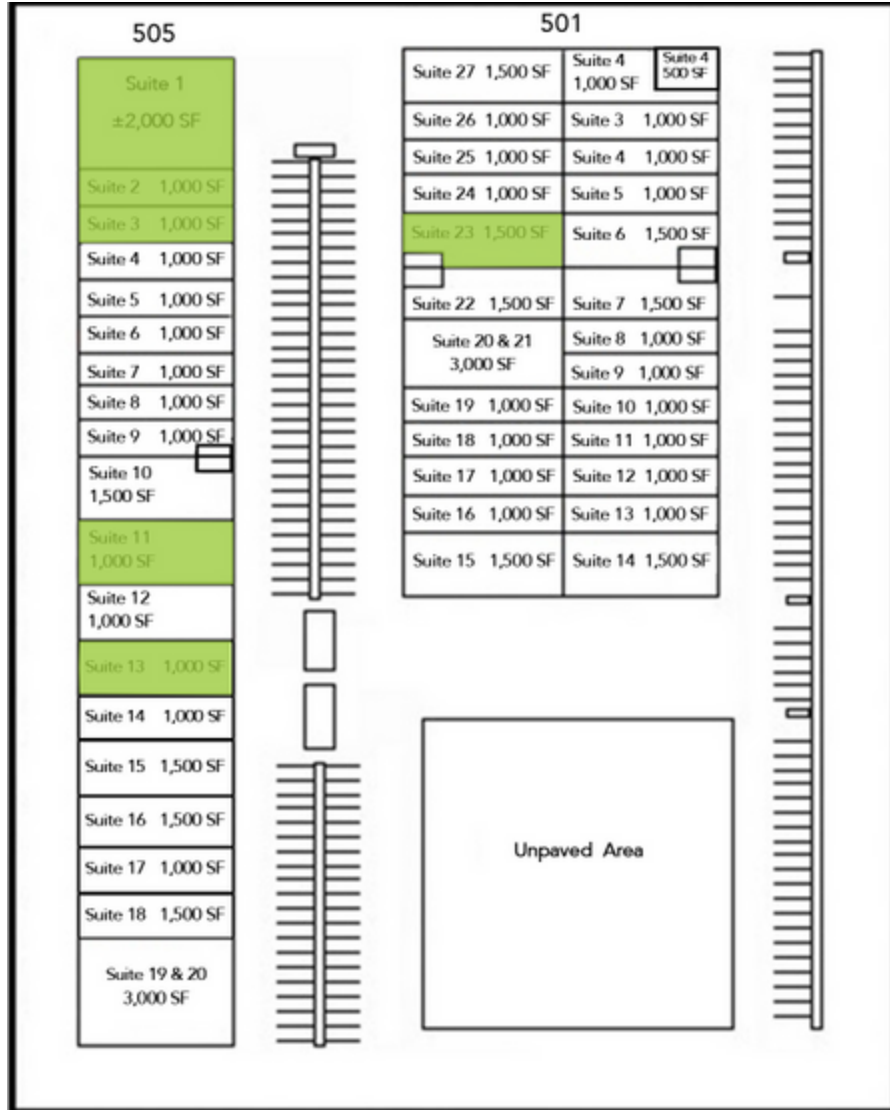 505
Suite 1
±2,000 SF
Suite 2 1,000 SF
Suite 3 1,000 SF
Suite 4 1,000 SF
Suite 5 1,000 SF
Suite 6 1,000 SF
Suite 7 1,000 SF
Suite 8 1,000 SF
Suite 9 1,000 SF
Suite 10
1,500 SF
Suite 11
1,000 SF
Suite 12
1,000 SF
Suite 13 1,000 SF
Suite 14 1,000 SF
Suite 15 1,500 SF
Suite 16 1,500 SF
Suite 17 1,000 SF
Suite 18 1,500 SF
Suite 19 & 20
3,000 SF
501
Suite 27 1,500 SF
Suite 26 1,000 SF
Suite 25 1,000 SF
Suite 24 1,000 SF
Suite 23 1,500 SF
Suite 22 1,500 SF
Suite 20 & 21
3,000 SF
Suite 19 1,000 SF
Suite 18 1,000 SF
Suite 17 1,000 SF
Suite 16 1,000 SF
Suite 15 1,500 SF
Suite 4
1,000 SF
Suite 4
500 SF
Suite 3 1,000 SF
Suite 4 1,000 SF
Suite 5 1,000 SF
Suite 6 1,500 SF
Suite 7 1,500 SF
Suite 8 1,000 SF
Suite 9 1,000 SF
Suite 10 1,000 SF
Suite 11 1,000 SF
Suite 12 1,000 SF
Suite 13 1,000 SF
Suite 14 1,500 SF
Unpaved Area